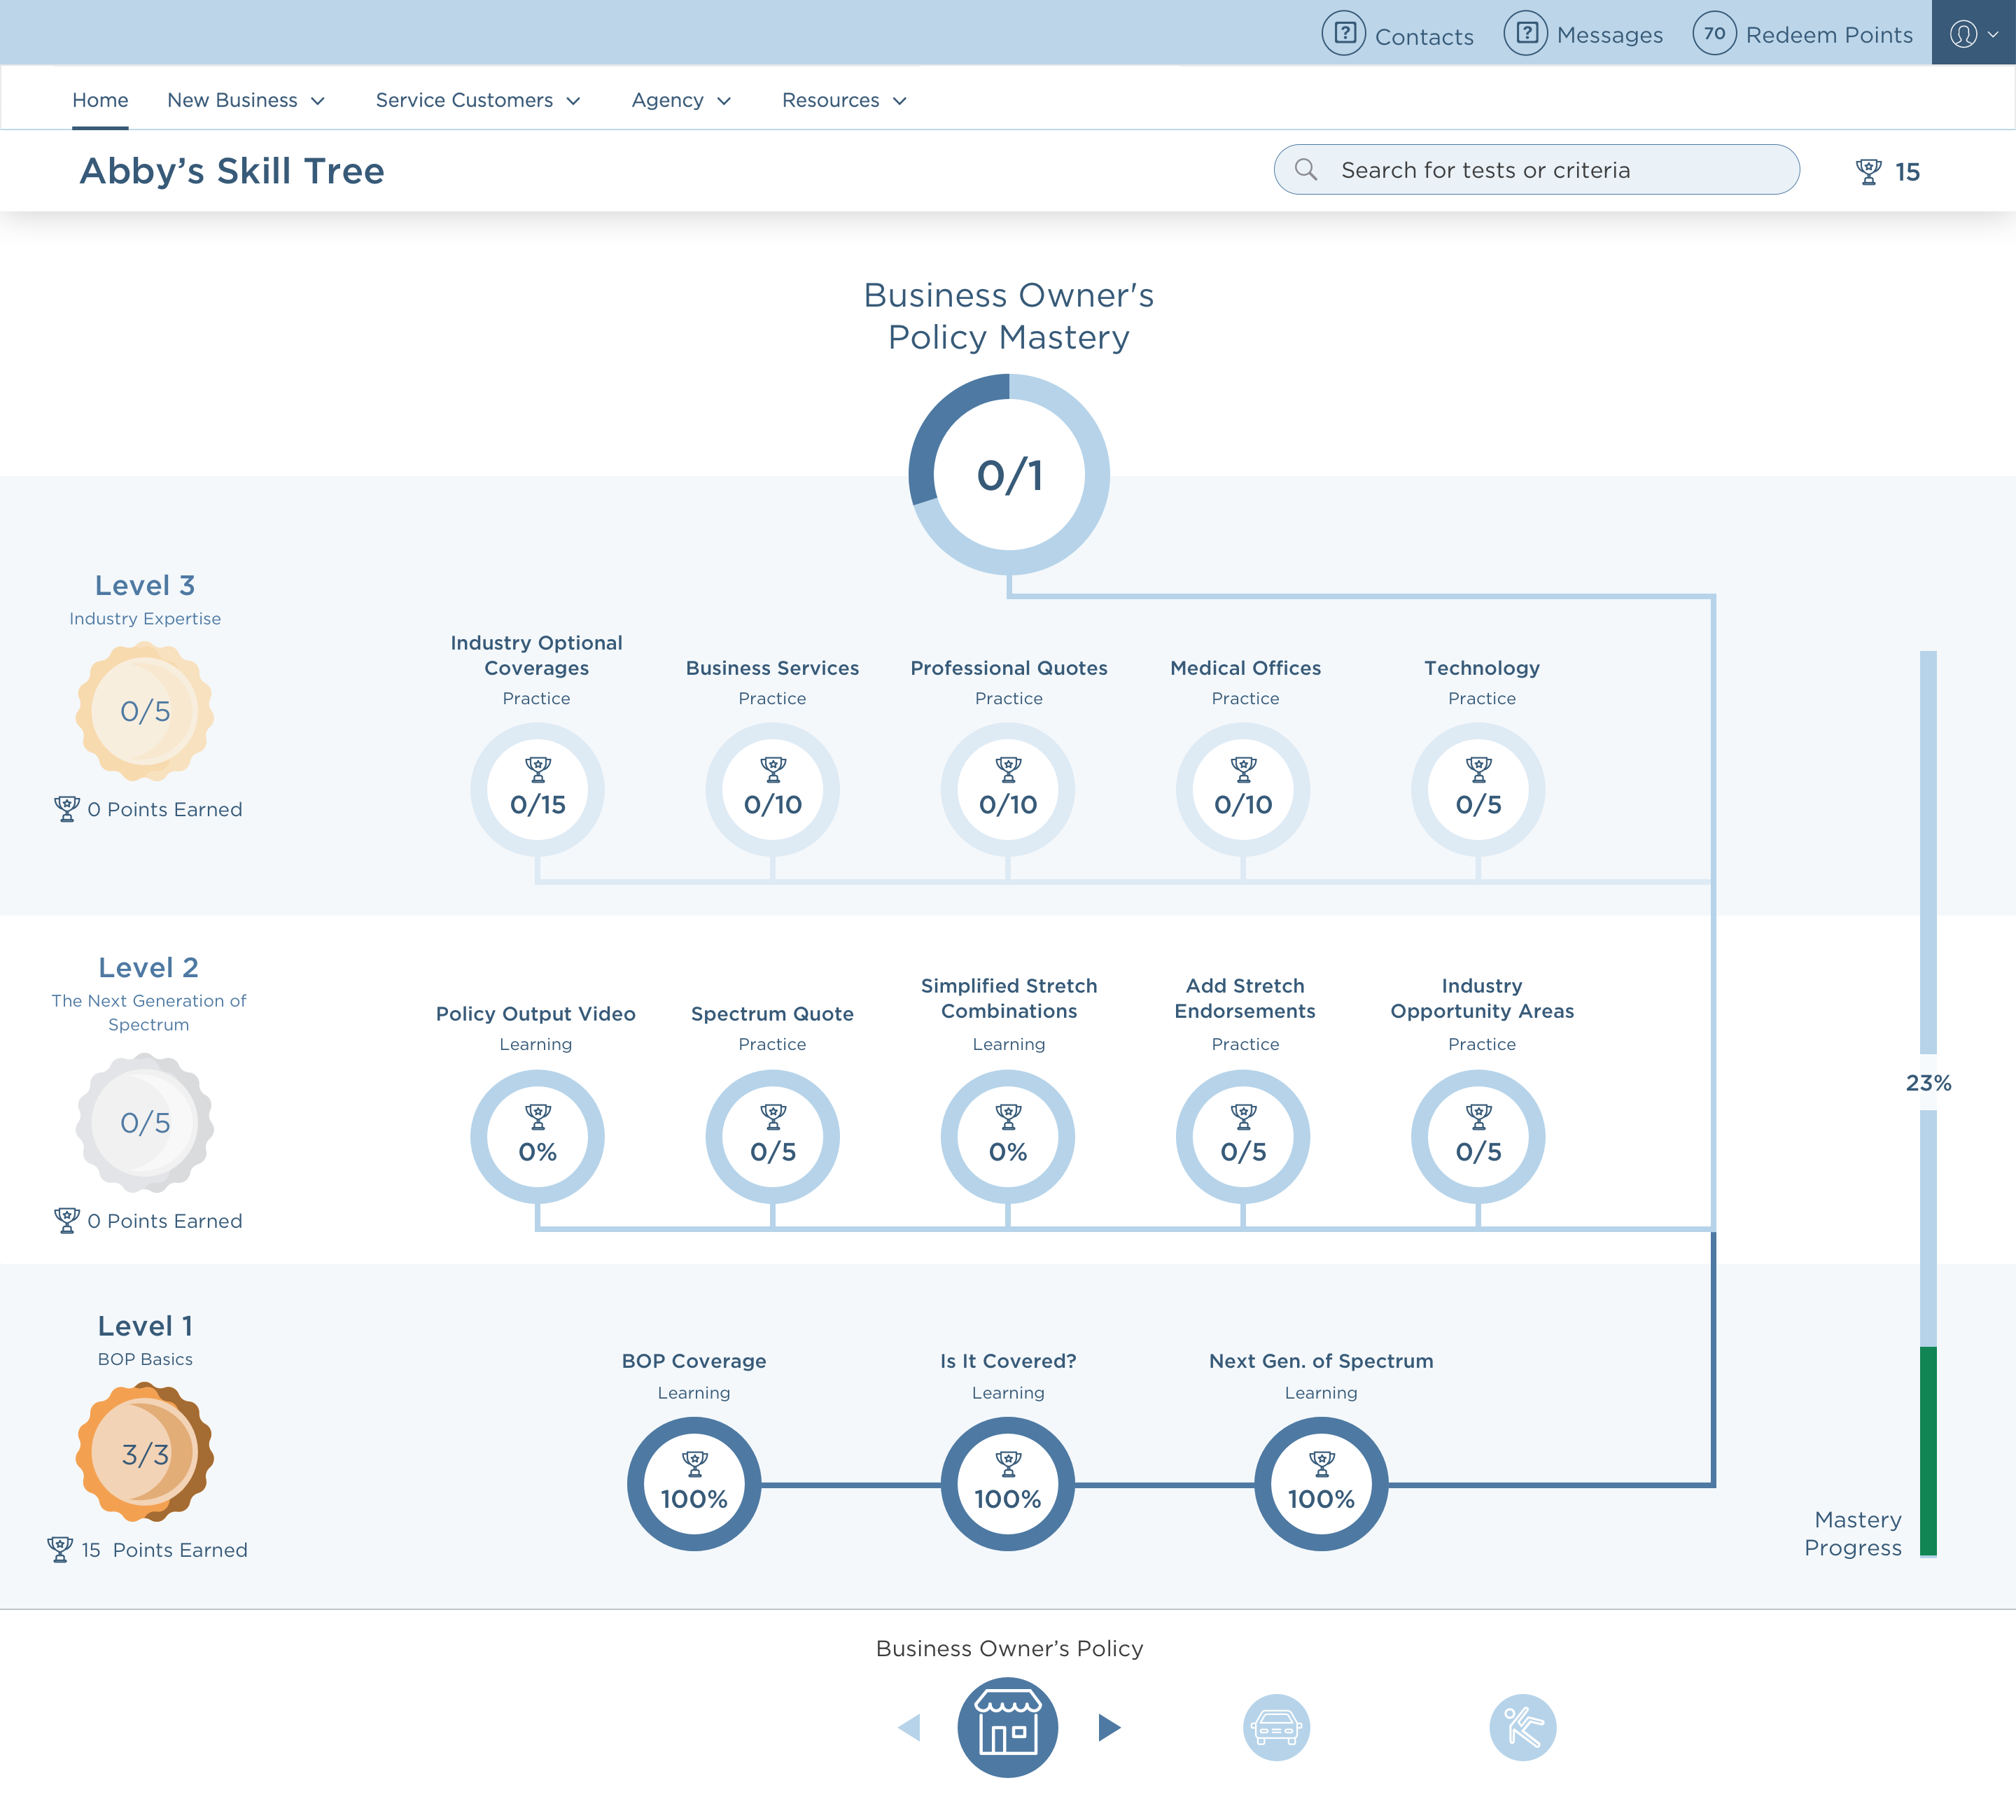 Contacts
Messages
70 Redeem Points
Home New Business Service Customers Agency Resources
Abby’s Skill Tree
Search for tests or criteria
15
Business Owner's
Policy Mastery
0/1
Level 3
Industry Expertise
0/5
0 Points Earned
Industry Optional
Coverages
Practice
0/15
Business Services
Practice
0/10
Professional Quotes
Practice
0/10
Medical Offices
Practice
0/10
Technology
Practice
0/5
Level 2
The Next Generation of
Spectrum
0/5
0 Points Earned
Policy Output Video
Learning
0%
Spectrum Quote
Practice
0/5
Simplified Stretch
Combinations
Learning
0%
Add Stretch
Endorsements
Practice
0/5
Industry
Opportunity Areas
Practice
0/5
23%
Level 1
BOP Basics
3/3
15 Points Earned
BOP Coverage
Learning
100%
Is It Covered?
Learning
100%
Next Gen. of Spectrum
Learning
100%
Mastery
Progress
Business Owner’s Policy